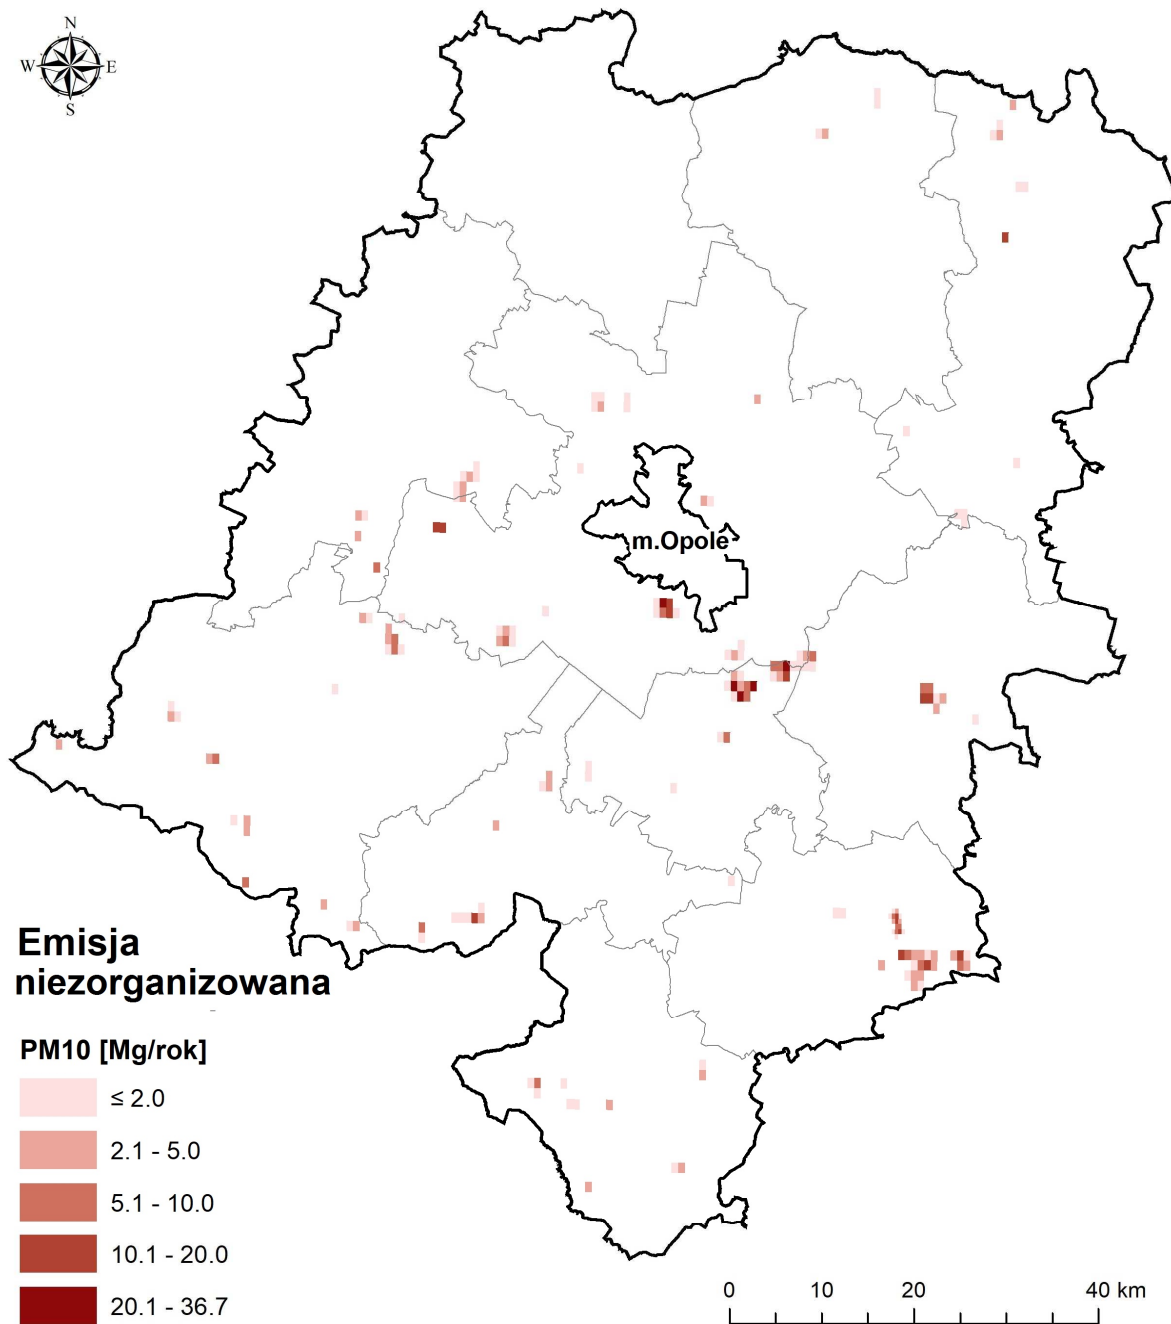 N
W E
S
m.Opole
Emisja
niezorganizowana
PM10 [Mg/rok]
≤ 2.0
2.1 - 5.0
5.1 - 10.0
10.1 - 20.0
20.1 - 36.7
0 10 20 40 km